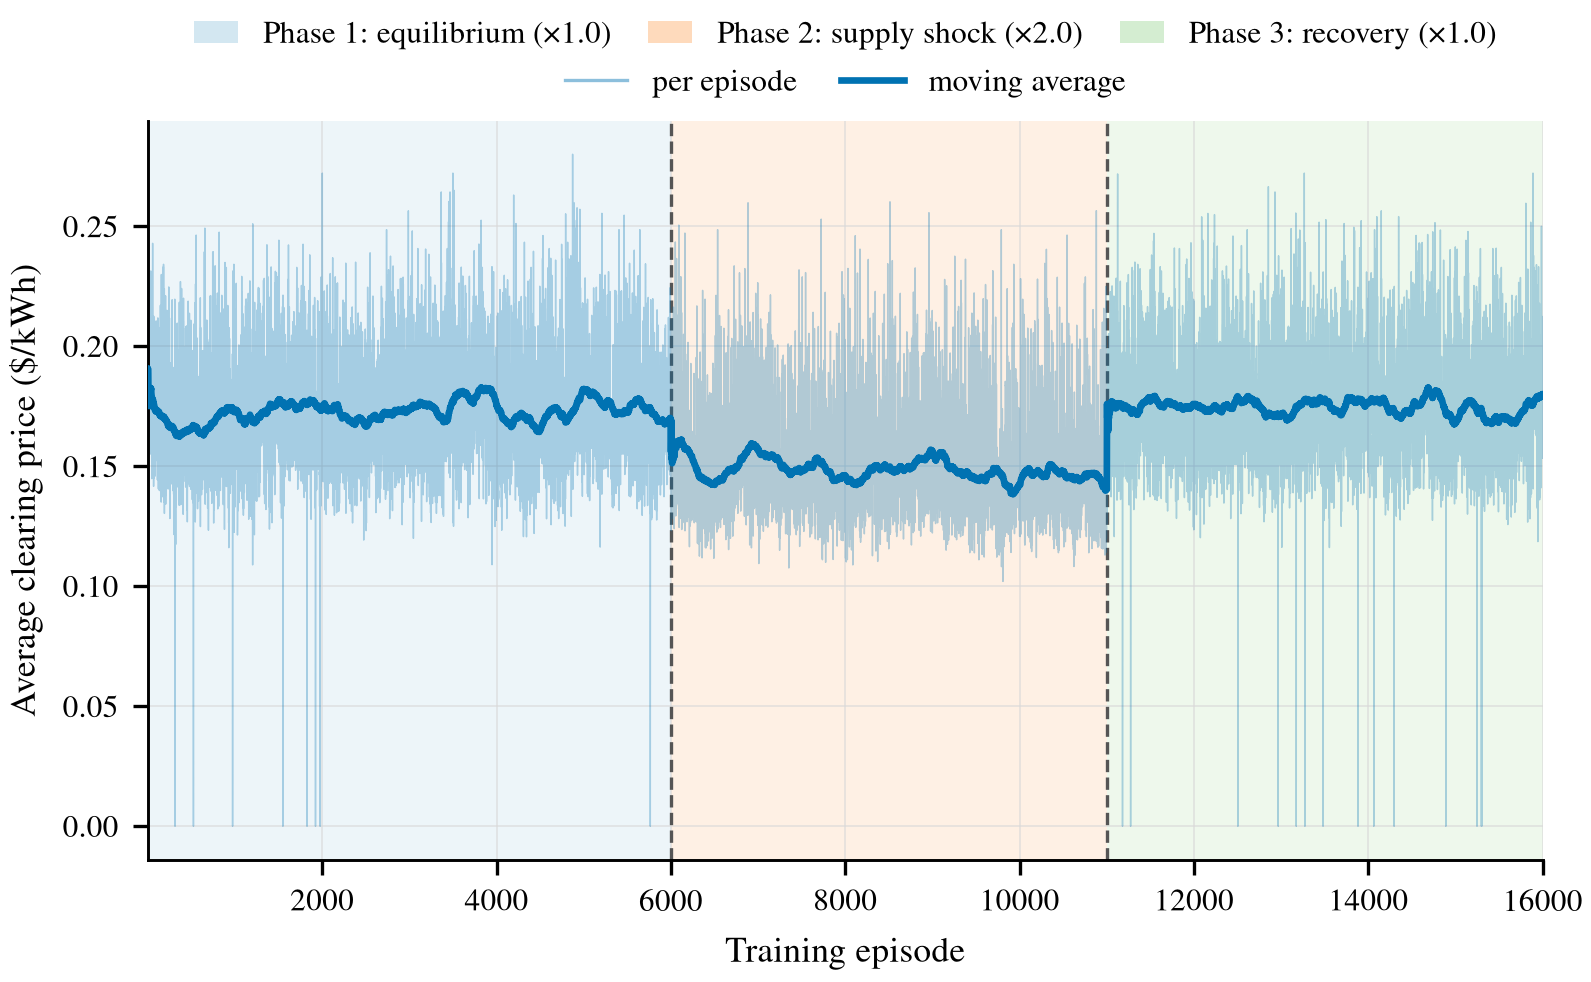 Phase 1: equilibrium (×1.0) Phase 2: supply shock (×2.0) Phase 3: recovery (×1.0)
per episode moving average
Average clearing price ($/kWh)
0.25
0.20
0.15
0.10
0.05
0.00
2000 4000 6000 8000 10000 12000 14000 16000
Training episode